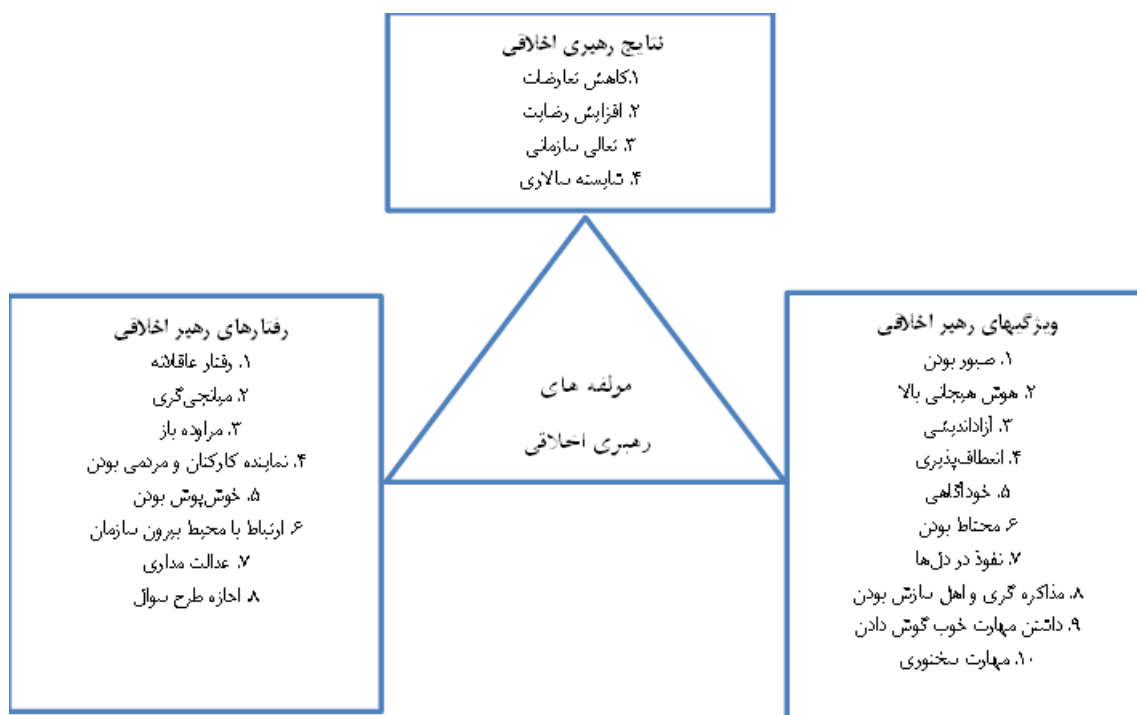 نتایج رهبری اخلاقی
۱.کاهش تعارضات
۲. افزایش رضایت
۳. تعالی سازمانی
۴. شایسته سالاری
ویژگیهای رهبر اخلاقی
۱. صبور بودن
۲. هوش هیجانی بالا
۳. آزاداندیشی
۴. انعطاف‌پذیری
۵. خودآگاهی
۶. محتاط بودن
۷. نفوذ در دل‌ها
۸. مذاکره گری و اهل سازش بودن
۹. داشتن مهارت خوب گوش دادن
۱۰. مهارت سخنوری
مولفه های
رهبری اخلاقی
رفتارهای رهبر اخلاقی
۱. رفتار عاقلانه
۲. میانجی‌گری
۳. مراوده باز
۴. نماینده کارکنان و مردمی بودن
۵. خوش‌پوش بودن
۶. ارتباط با محیط بیرون سازمان
۷. عدالت مداری
۸. اجازه طرح سوال